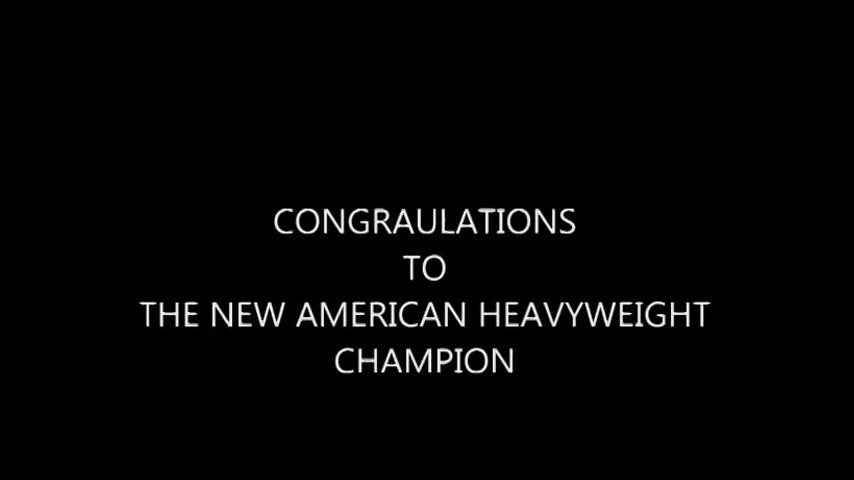 CONGRAULATIONS
TO
THE NEW AMERICAN HEAVYWEIGHT
CHAMPION